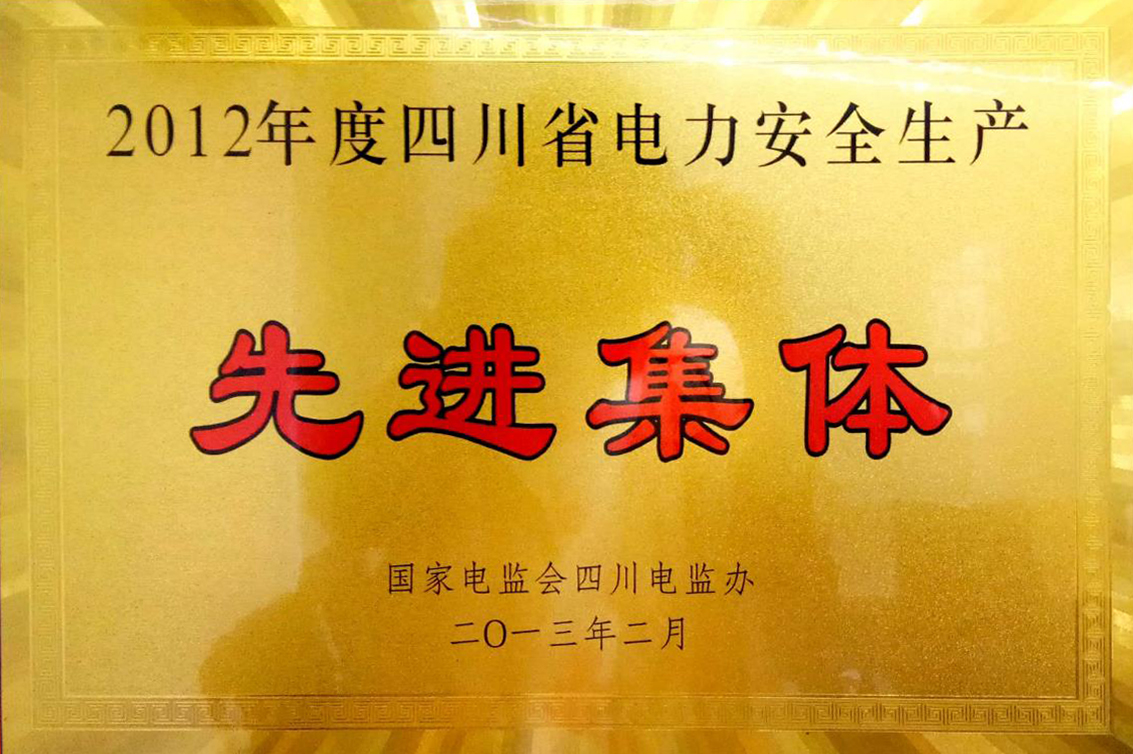 2012年度四川省电力安全生产
先进集体
国家电监会四川电监办
二〇一三年二月